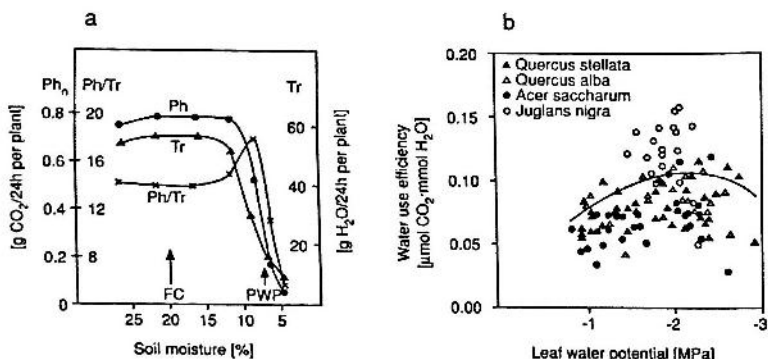 a
Ph_n Ph/Tr Tr
[g CO₂/24h per plant]
0.8
0.6
0.4
0.2
0
20
16
14
8
Ph
Tr
Ph/Tr
FC
PWP
60
40
20
[g H₂O/24h per plant]
25 20 15 10 5
Soil moisture [%]
b
Water use efficiency
[µmol CO₂·mmol H₂O]
0.20
0.15
0.10
0.05
0.00
▲ Quercus stellata
△ Quercus alba
● Acer saccharum
○ Juglans nigra
-1 -2 -3
Leaf water potential [MPa]